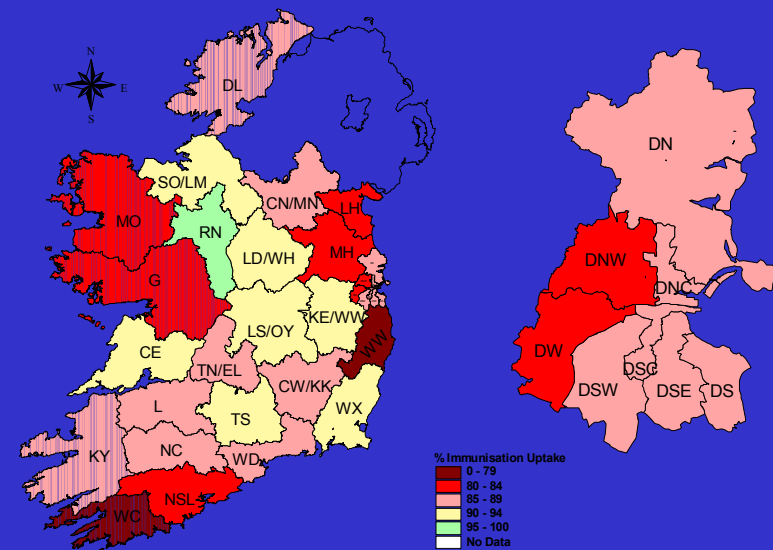 N
W E
S
DL
SO/LM
CN/MN
LH
MO
RN
MH
LD/WH
G
KE/WW
LS/OY
WW
CE
TN/EL
CW/KK
L
TS
WX
KY
NC
WD
NSL
WC
DN
DNW
DNC
DW
DSC
DSW
DSE
DS
% Immunisation Uptake
0 - 79
80 - 84
85 - 89
90 - 94
95 - 100
No Data